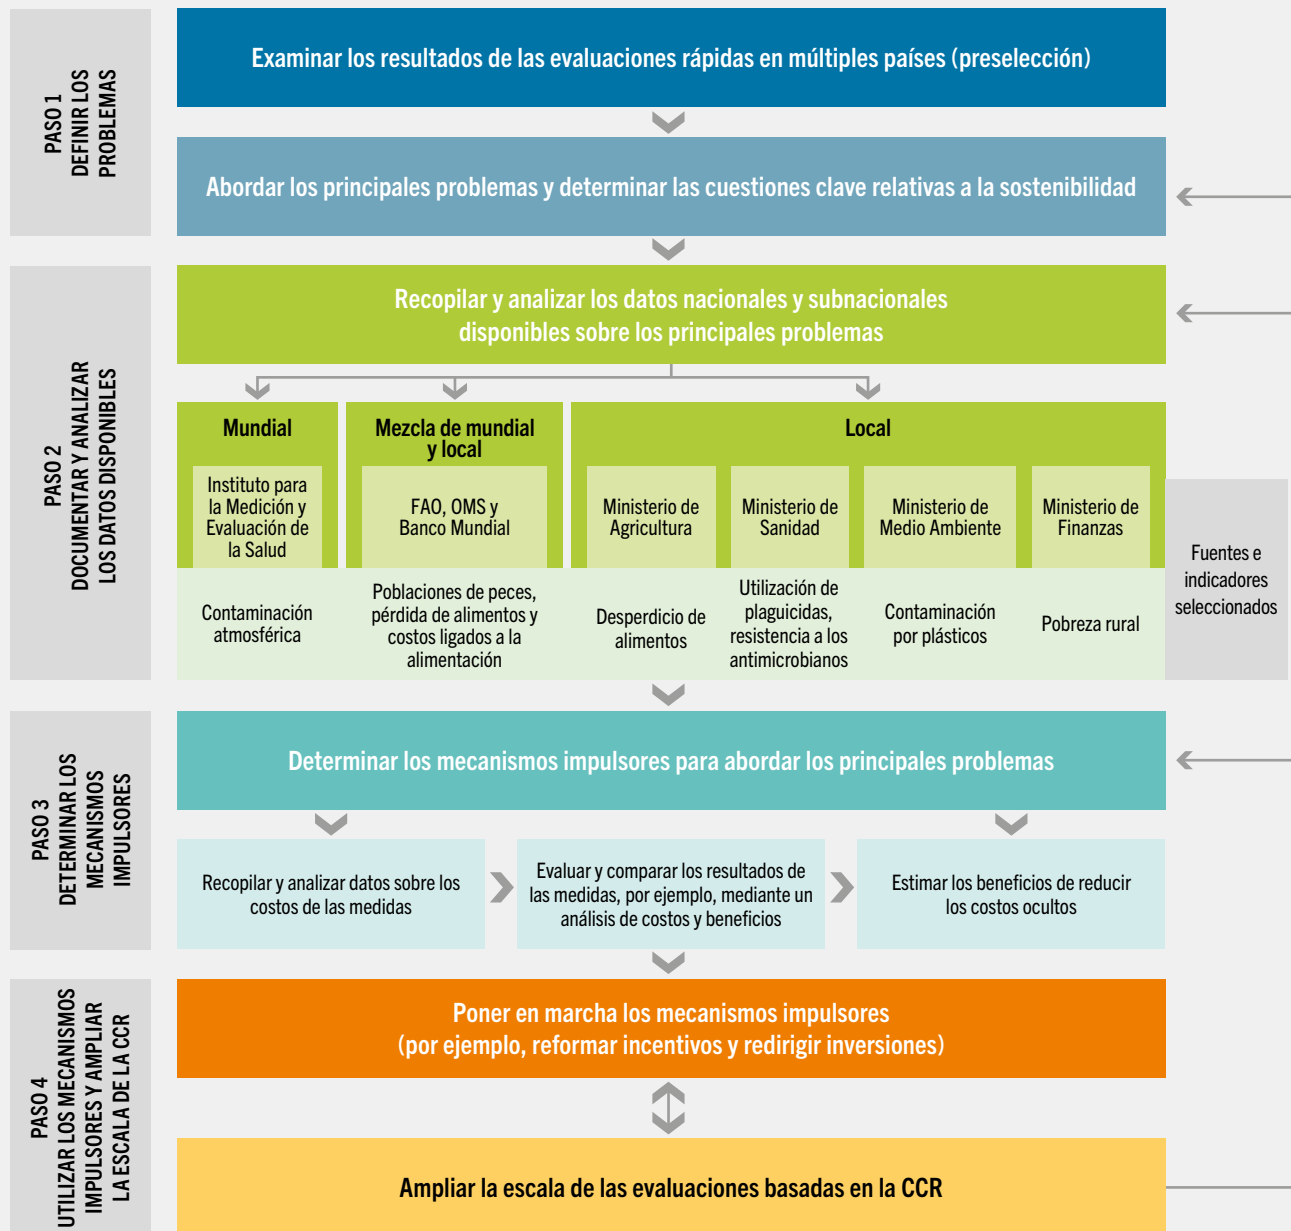 PASO 1
DEFINIR LOS
PROBLEMAS
Examinar los resultados de las evaluaciones rápidas en múltiples países (preselección)
Abordar los principales problemas y determinar las cuestiones clave relativas a la sostenibilidad
PASO 2
DOCUMENTAR Y ANALIZAR
LOS DATOS DISPONIBLES
Recopilar y analizar los datos nacionales y subnacionales
disponibles sobre los principales problemas
Mundial
Instituto para
la Medición y
Evaluación de
la Salud
Contaminación
atmosférica
Mezcla de mundial
y local
FAO, OMS y
Banco Mundial
Poblaciones de peces,
pérdida de alimentos y
costos ligados a la
alimentación
Local
Ministerio de
Agricultura
Desperdicio de
alimentos
Ministerio de
Sanidad
Utilización de
plaguicidas,
resistencia a los
antimicrobianos
Ministerio de
Medio Ambiente
Contaminación
por plásticos
Ministerio de
Finanzas
Pobreza rural
Fuentes e
indicadores
seleccionados
PASO 3
DETERMINAR LOS
MECANISMOS
IMPULSORES
Determinar los mecanismos impulsores para abordar los principales problemas
Recopilar y analizar datos sobre los
costos de las medidas
Evaluar y comparar los resultados de
las medidas, por ejemplo, mediante un
análisis de costos y beneficios
Estimar los beneficios de reducir
los costos ocultos
PASO 4
UTILIZAR LOS MECANISMOS
IMPULSORES Y AMPLIAR
LA ESCALA DE LA CCR
Poner en marcha los mecanismos impulsores
(por ejemplo, reformar incentivos y redirigir inversiones)
Ampliar la escala de las evaluaciones basadas en la CCR